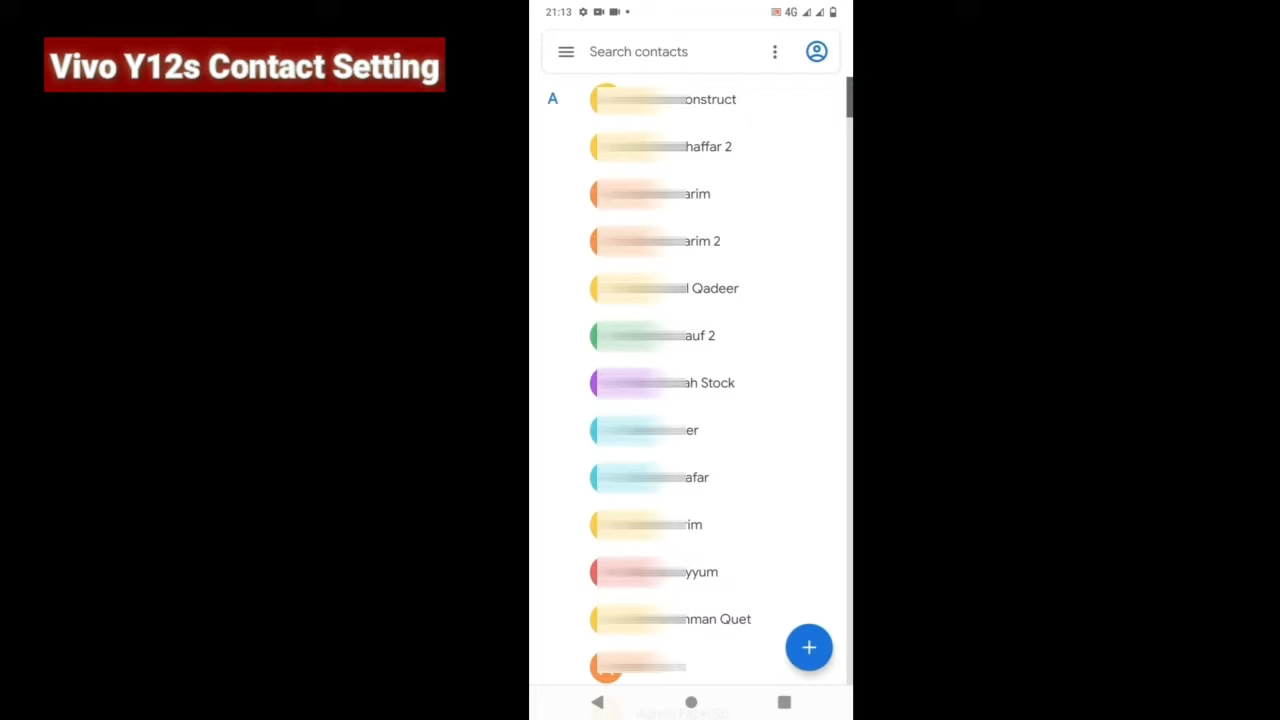 Vivo Y12s Contact Setting
21:13
4G
Search contacts
A
onstruct
haffar 2
arim
arim 2
l Qadeer
auf 2
ah Stock
er
afar
rim
yyum
man Quet